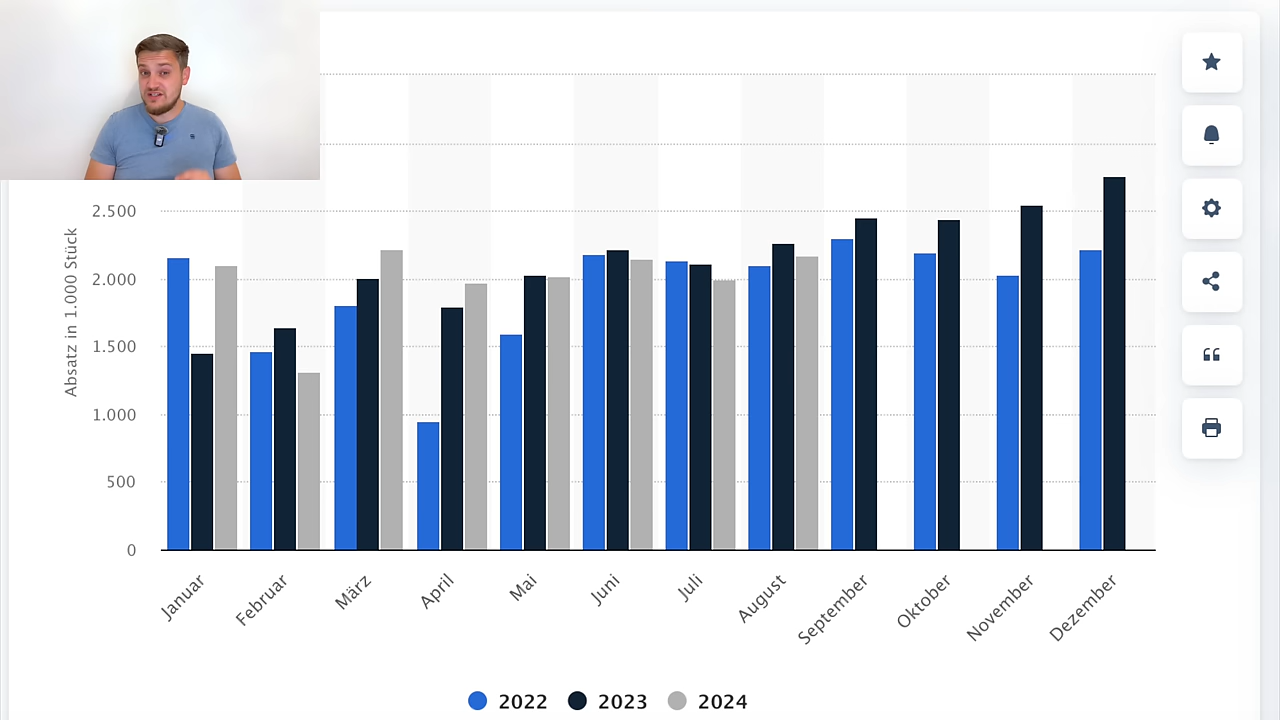 Absatz in 1.000 Stück
2.500
2.000
1.500
1.000
500
0
Januar
Februar
März
April
Mai
Juni
Juli
August
September
Oktober
November
Dezember
2022
2023
2024